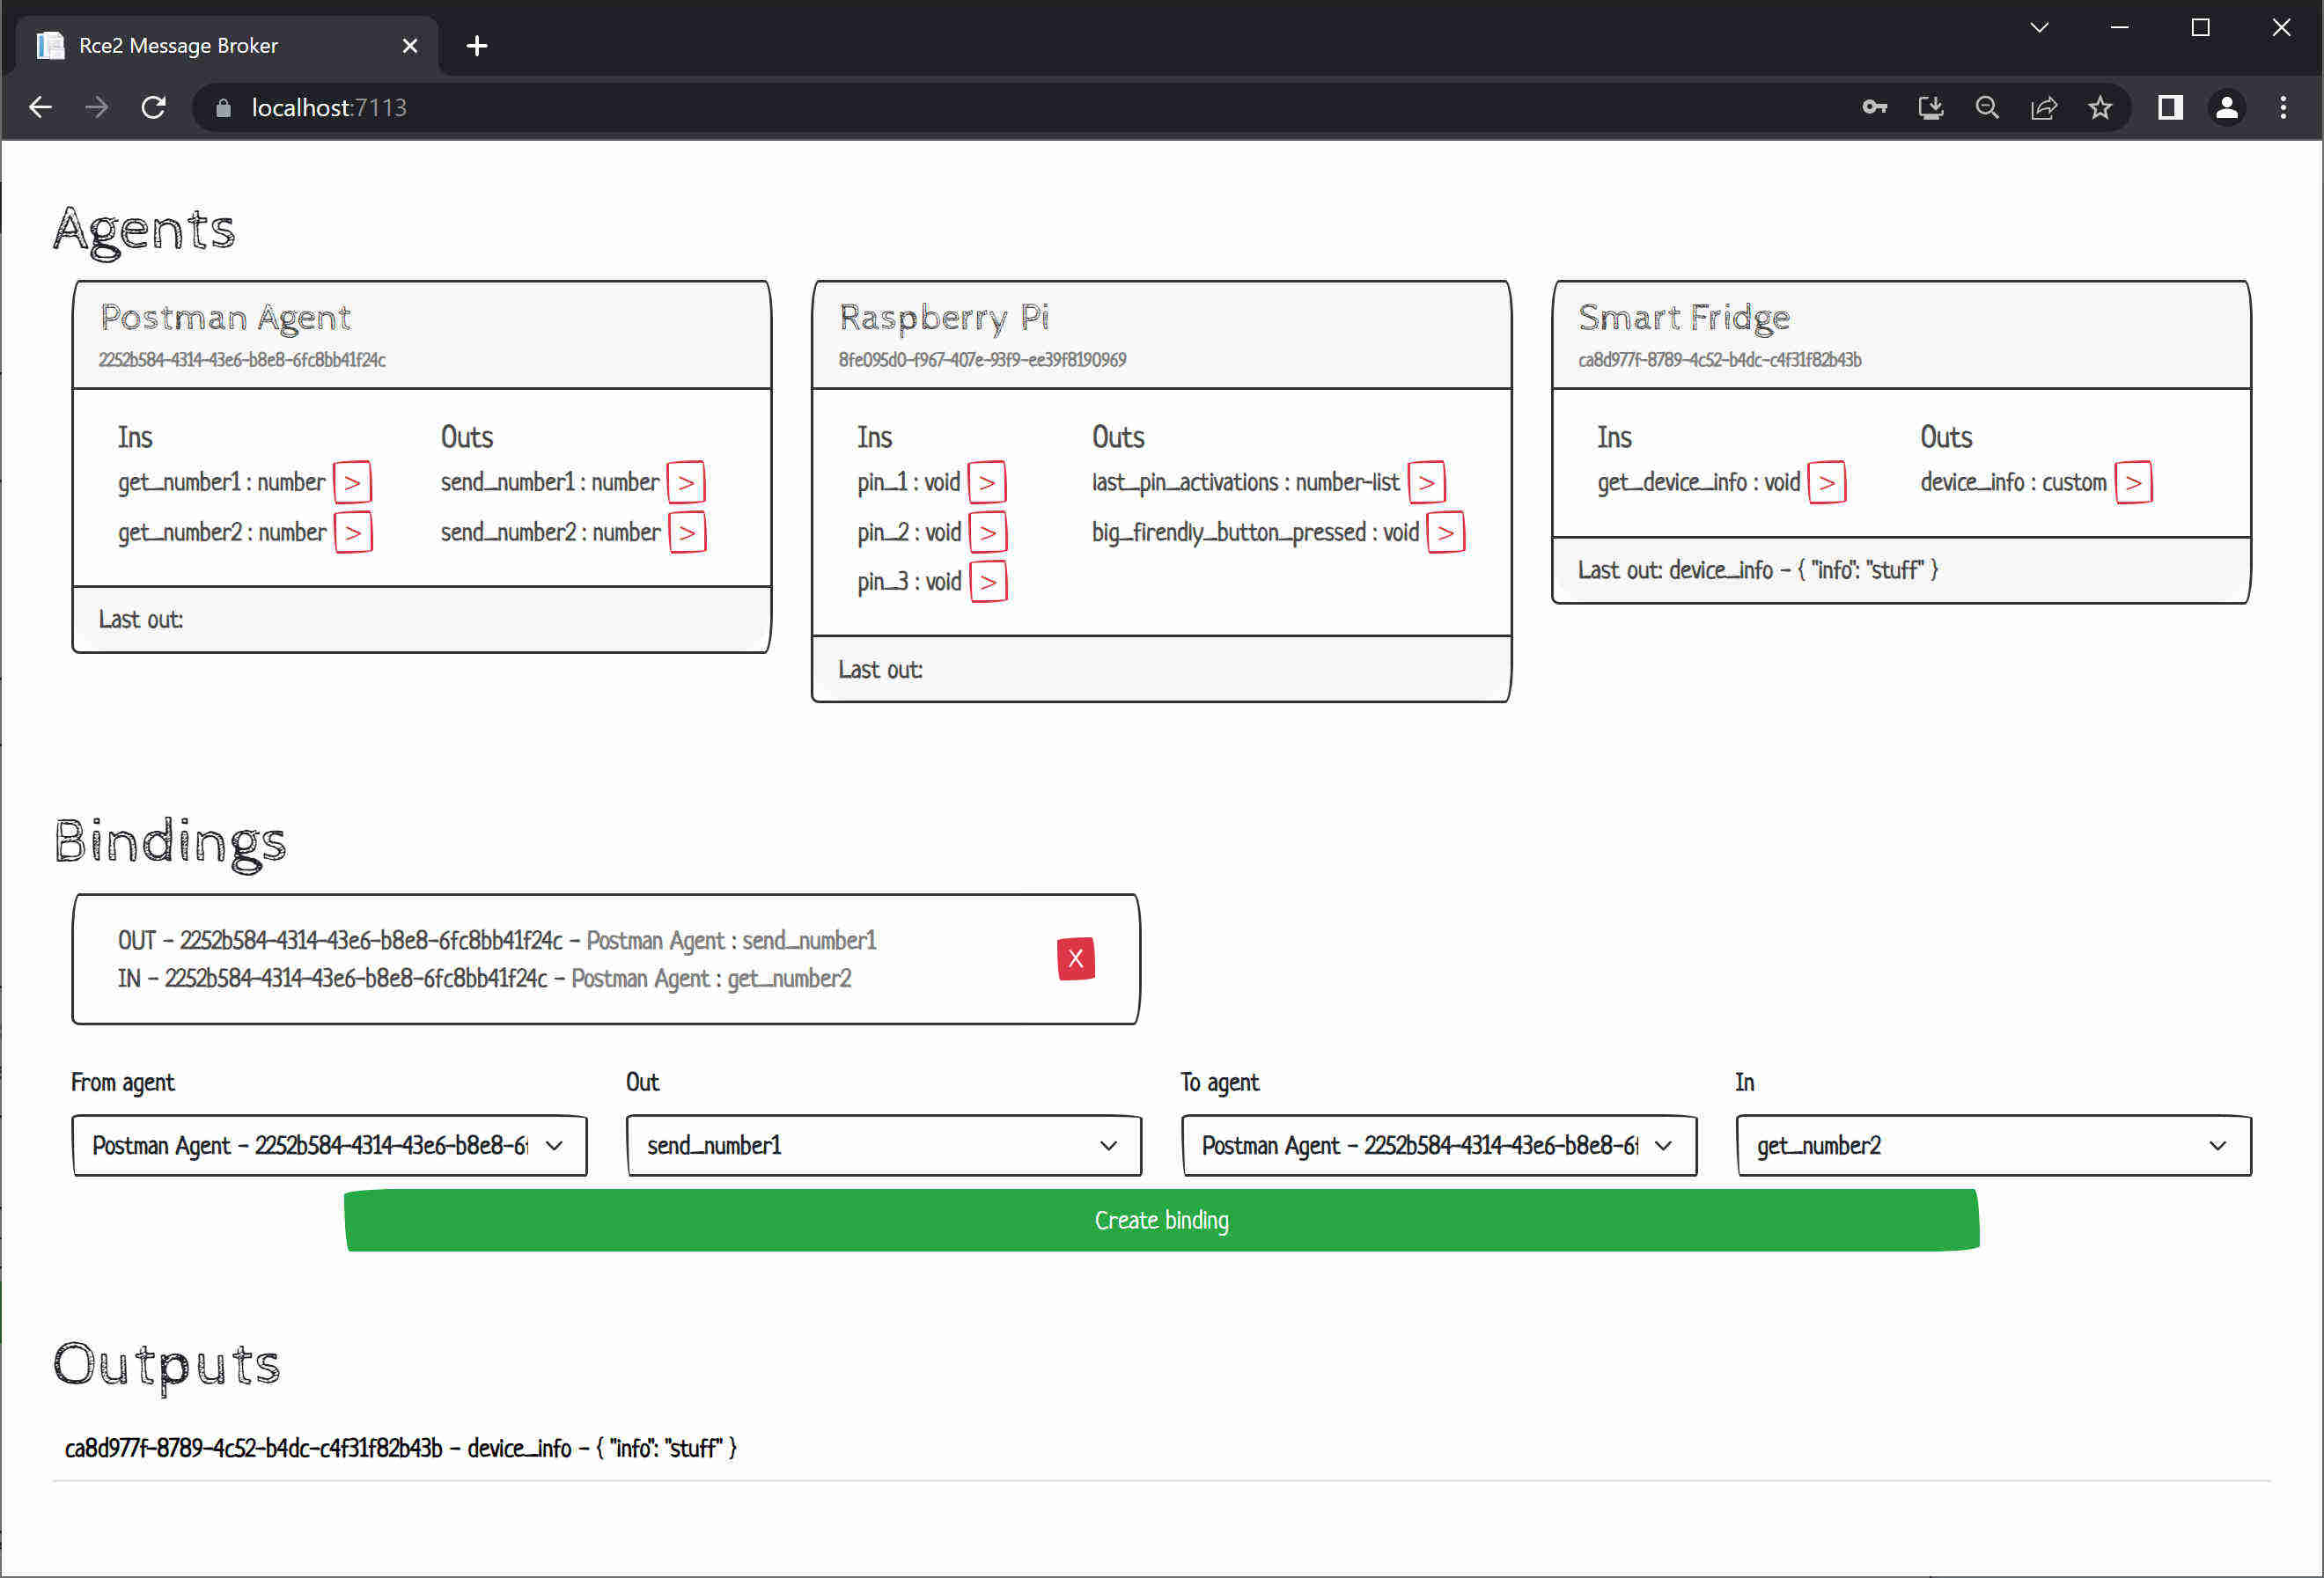 Rce2 Message Broker
localhost:7113
Agents
Postman Agent
2252b584-4314-43e6-b8e8-6fc8bb41f24c
Ins
get_number1 : number >
get_number2 : number >
Outs
send_number1 : number >
send_number2 : number >
Last out:
Raspberry Pi
8fe095d0-f967-407e-93f9-ee39f8190969
Ins
pin_1 : void >
pin_2 : void >
pin_3 : void >
Outs
last_pin_activations : number-list >
big_firendly_button_pressed : void >
Last out:
Smart Fridge
ca8d977f-8789-4c52-b4dc-c4f31f82b43b
Ins
get_device_info : void >
Outs
device_info : custom >
Last out: device_info - { "info": "stuff" }
Bindings
OUT - 2252b584-4314-43e6-b8e8-6fc8bb41f24c - Postman Agent : send_number1
IN - 2252b584-4314-43e6-b8e8-6fc8bb41f24c - Postman Agent : get_number2
X
From agent
Postman Agent - 2252b584-4314-43e6-b8e8-6f
Out
send_number1
To agent
Postman Agent - 2252b584-4314-43e6-b8e8-6f
In
get_number2
Create binding
Outputs
ca8d977f-8789-4c52-b4dc-c4f31f82b43b - device_info - { "info": "stuff" }